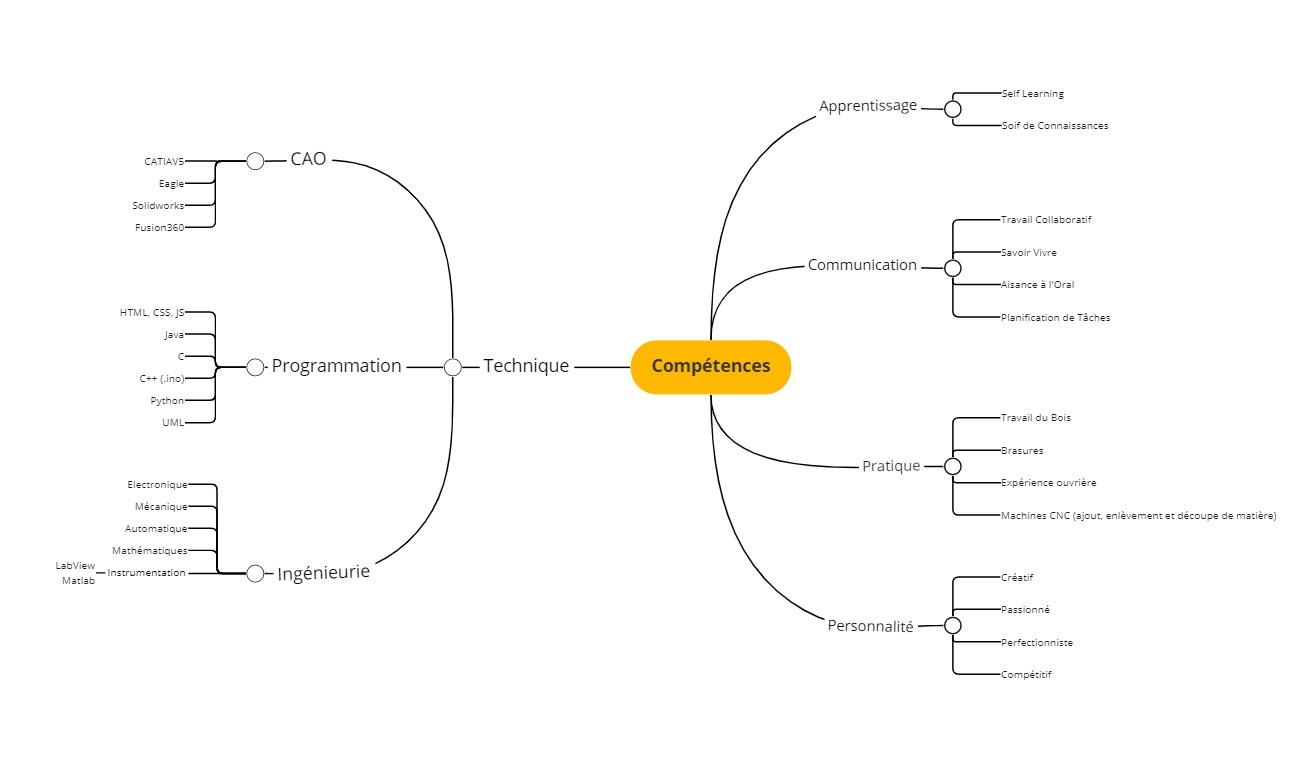 Compétences
Technique
CAO
CATIAV5
Eagle
Solidworks
Fusion360
Programmation
HTML, CSS, JS
Java
C
C++ (.ino)
Python
UML
Ingénieurie
Electronique
Mécanique
Automatique
Mathématiques
Instrumentation
LabView
Matlab
Apprentissage
Self Learning
Soif de Connaissances
Communication
Travail Collaboratif
Savoir Vivre
Aisance à l'Oral
Planification de Tâches
Pratique
Travail du Bois
Brasures
Expérience ouvrière
Machines CNC (ajout, enlèvement et découpe de matière)
Personnalité
Créatif
Passionné
Perfectionniste
Compétitif